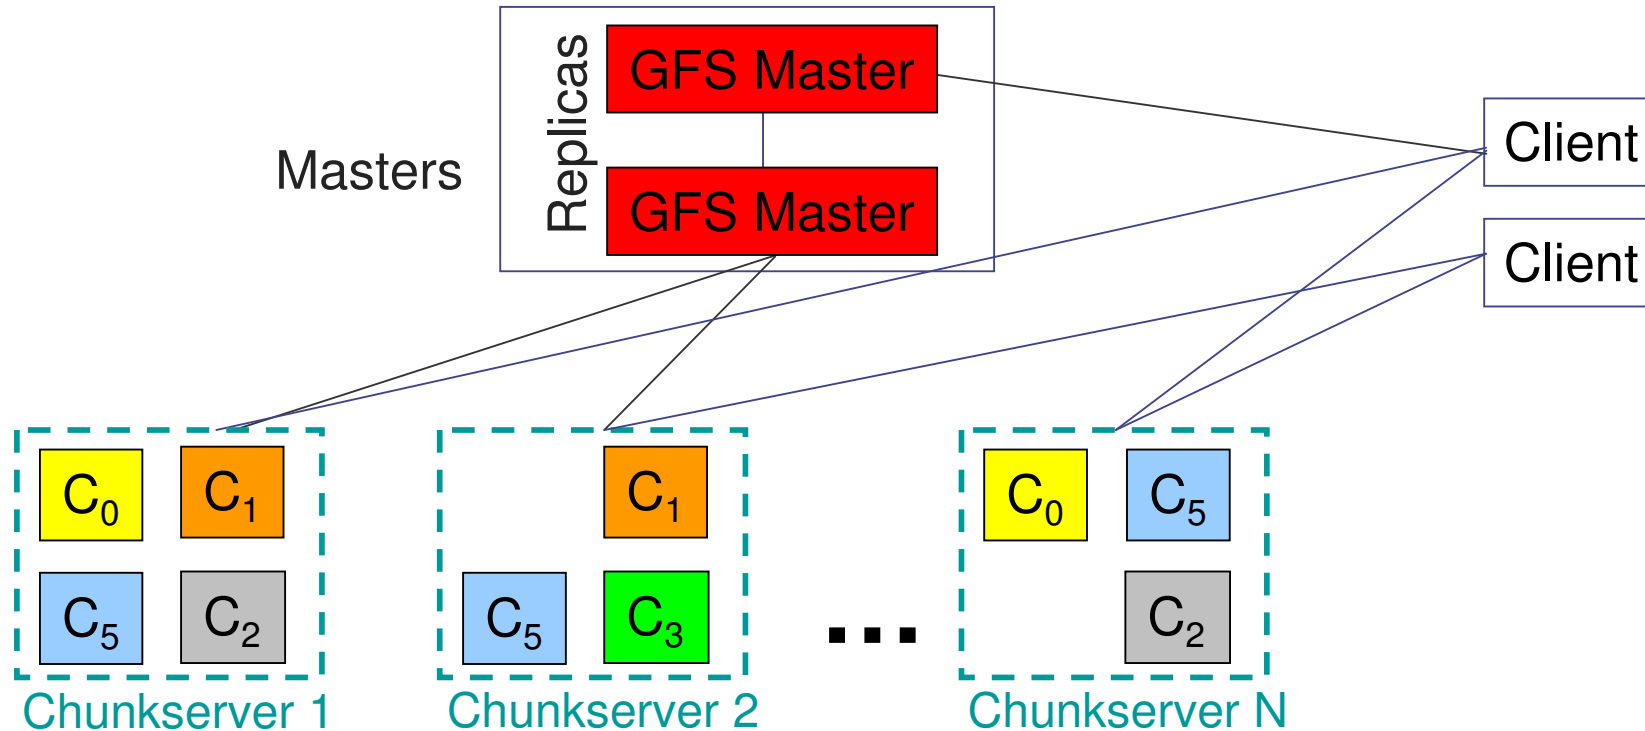 Replicas
GFS Master
GFS Master
Masters
Client
Client
C0 C1
C5 C2
Chunkserver 1
C1
C5 C3
Chunkserver 2
...
C0 C5
C2
Chunkserver N